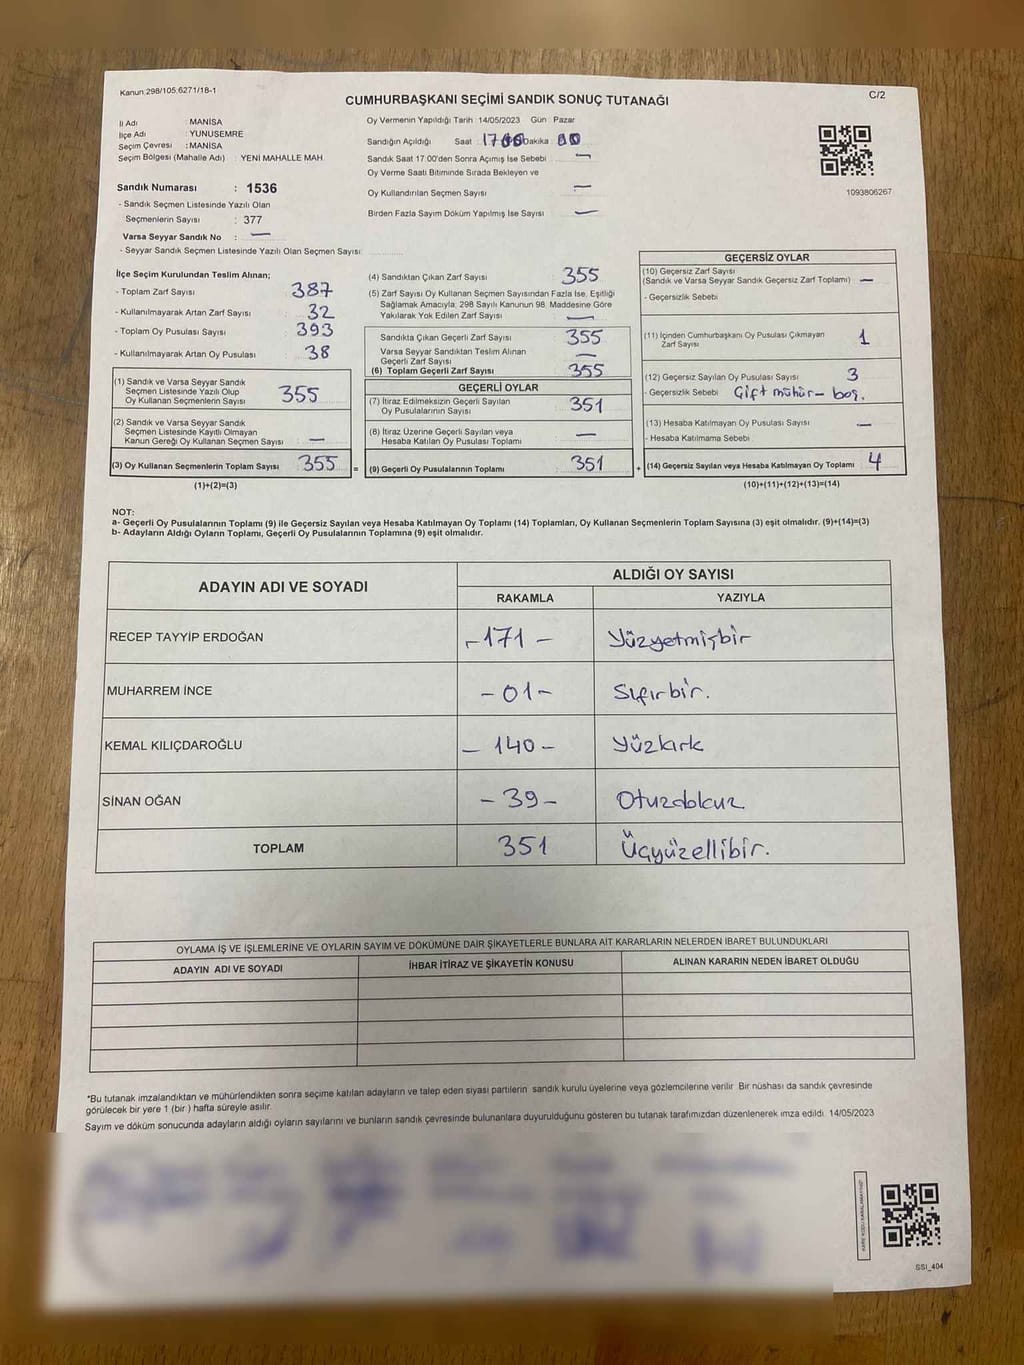 Kanun:298/105;6271/18-1
C/2
CUMHURBAŞKANI SEÇİMİ SANDIK SONUÇ TUTANAĞI
İl Adı : MANİSA
İlçe Adı : YUNUSEMRE
Seçim Çevresi : MANİSA
Seçim Bölgesi (Mahalle Adı) : YENİ MAHALLE MAH.
Sandık Numarası : 1536
- Sandık Seçmen Listesinde Yazılı Olan
Seçmenlerin Sayısı : 377
Varsa Seyyar Sandık No : —
- Seyyar Sandık Seçmen Listesinde Yazılı Olan Seçmen Sayısı:
Oy Vermenin Yapıldığı Tarih :14/05/2023 Gün : Pazar
Sandığın Açıldığı Saat : 1700 Dakika : 00
Sandık Saat 17:00'den Sonra Açımış İse Sebebi : —
Oy Verme Saati Bitiminde Sırada Bekleyen ve
Oy Kullandırılan Seçmen Sayısı : —
Birden Fazla Sayım Döküm Yapılmış İse Sayısı : —
1093806267
İlçe Seçim Kurulundan Teslim Alınan;
- Toplam Zarf Sayısı : 387
- Kullanılmayarak Artan Zarf Sayısı : 32
- Toplam Oy Pusulası Sayısı : 393
- Kullanılmayarak Artan Oy Pusulası : 38
(1) Sandık ve Varsa Seyyar Sandık
Seçmen Listesinde Yazılı Olup
Oy Kullanan Seçmenlerin Sayısı : 355
(2) Sandık ve Varsa Seyyar Sandık
Seçmen Listesinde Kayıtlı Olmayan
Kanun Gereği Oy Kullanan Seçmen Sayısı : —
(3) Oy Kullanan Seçmenlerin Toplam Sayısı : 355 =
(1)+(2)=(3)
(4) Sandıktan Çıkan Zarf Sayısı : 355
(5) Zarf Sayısı Oy Kullanan Seçmen Sayısından Fazla İse, Eşitliği
Sağlamak Amacıyla; 298 Sayılı Kanunun 98. Maddesine Göre
Yakılarak Yok Edilen Zarf Sayısı : —
Sandıkta Çıkan Geçerli Zarf Sayısı : 355
Varsa Seyyar Sandıktan Teslim Alınan
Geçerli Zarf Sayısı : —
(6) Toplam Geçerli Zarf Sayısı : 355
GEÇERLİ OYLAR
(7) İtiraz Edilmeksizin Geçerli Sayılan
Oy Pusulalarının Sayısı : 351
(8) İtiraz Üzerine Geçerli Sayılan veya
Hesaba Katılan Oy Pusulası Toplamı : —
(9) Geçerli Oy Pusulalarının Toplamı : 351 +
GEÇERSİZ OYLAR
(10) Geçersiz Zarf Sayısı
(Sandık ve Varsa Seyyar Sandık Geçersiz Zarf Toplamı) : —
- Geçersizlik Sebebi :
(11) İçinden Cumhurbaşkanı Oy Pusulası Çıkmayan
Zarf Sayısı : 1
(12) Geçersiz Sayılan Oy Pusulası Sayısı : 3
- Geçersizlik Sebebi : Çift mühür - boş.
(13) Hesaba Katılmayan Oy Pusulası Sayısı : —
- Hesaba Katılmama Sebebi :
(14) Geçersiz Sayılan veya Hesaba Katılmayan Oy Toplamı : 4
(10)+(11)+(12)+(13)=(14)
NOT:
a- Geçerli Oy Pusulalarının Toplamı (9) ile Geçersiz Sayılan veya Hesaba Katılmayan Oy Toplamı (14) Toplamları, Oy Kullanan Seçmenlerin Toplam Sayısına (3) eşit olmalıdır. (9)+(14)=(3)
b- Adayların Aldığı Oyların Toplamı, Geçerli Oy Pusulalarının Toplamına (9) eşit olmalıdır.
ADAYIN ADI VE SOYADI
ALDIĞI OY SAYISI
RAKAMLA YAZIYLA
RECEP TAYYİP ERDOĞAN -171- Yüzyetmişbir
MUHARREM İNCE -01- Sıfırbir.
KEMAL KILIÇDAROĞLU -140- Yüzkırk
SİNAN OĞAN -39- Otuzdokuz
TOPLAM 351 Üçyüzellibir.
OYLAMA İŞ VE İŞLEMLERİNE VE OYLARIN SAYIM VE DÖKÜMÜNE DAİR ŞİKAYETLERLE BUNLARA AİT KARARLARIN NELERDEN İBARET BULUNDUKLARI
ADAYIN ADI VE SOYADI İHBAR İTİRAZ VE ŞİKAYETİN KONUSU ALINAN KARARIN NEDEN İBARET OLDUĞU
*Bu tutanak imzalandıktan ve mühürlendikten sonra seçime katılan adayların ve talep eden siyasi partilerin sandık kurulu üyelerine veya gözlemcilerine verilir. Bir nüshası da sandık çevresinde
görülecek bir yere 1 (bir) hafta süreyle asılır.
Sayım ve döküm sonucunda adayların aldığı oyların sayılarını ve bunların sandık çevresinde bulunanlara duyurulduğunu gösteren bu tutanak tarafımızdan düzenlenerek imza edildi. 14/05/2023
KARE KODU KARALAMAYINIZ!
SSI_404